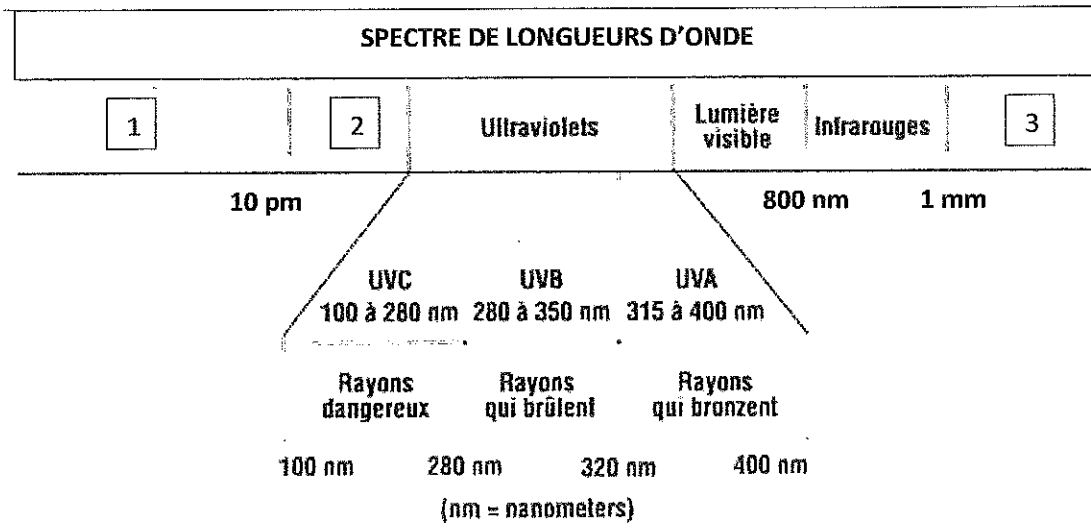 SPECTRE DE LONGUEURS D'ONDE
1 2 Ultraviolets Lumière visible Infrarouges 3
10 pm 800 nm 1 mm
UVC UVB UVA
100 à 280 nm 280 à 350 nm 315 à 400 nm
Rayons dangereux Rayons qui brûlent Rayons qui bronzent
100 nm 280 nm 320 nm 400 nm
(nm = nanometers)